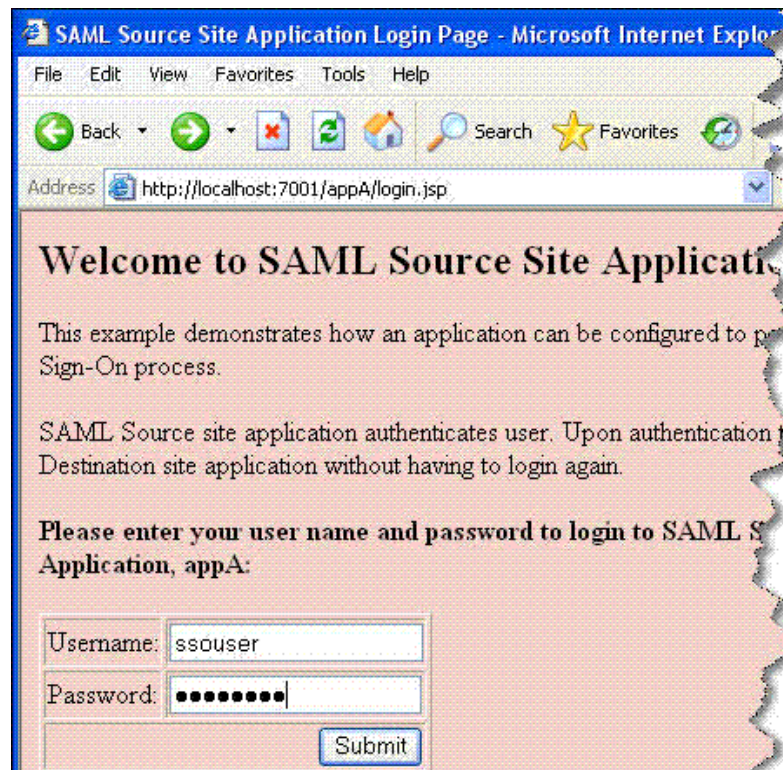 SAML Source Site Application Login Page - Microsoft Internet Explor
File Edit View Favorites Tools Help
Back Search Favorites
Address http://localhost:7001/appA/login.jsp
Welcome to SAML Source Site Applicati
This example demonstrates how an application can be configured to p
Sign-On process.
SAML Source site application authenticates user. Upon authentication t
Destination site application without having to login again.
Please enter your user name and password to login to SAML S
Application, appA:
Username: ssouser
Password: ●●●●●●●●
Submit